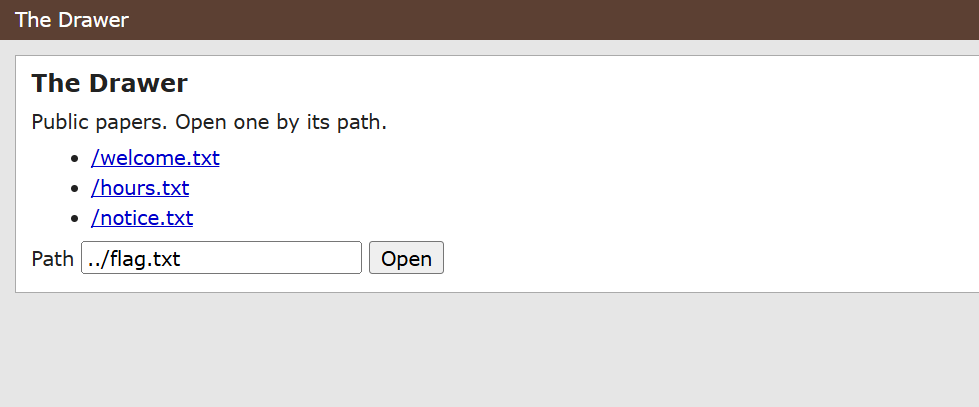 The Drawer
The Drawer
Public papers. Open one by its path.
/welcome.txt
/hours.txt
/notice.txt
Path ../flag.txt Open